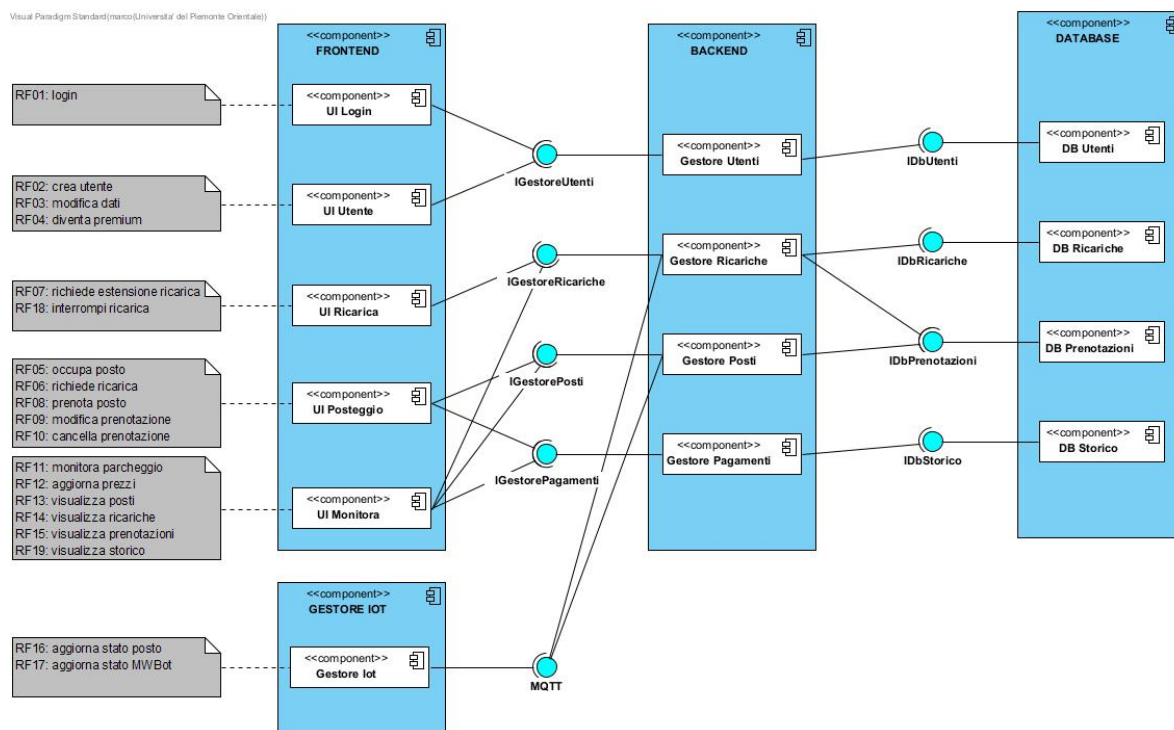 Visual Paradigm Standard(marco(Universita' del Piemonte Orientale))
<<component>>
FRONTEND
RF01: login
<<component>>
UI Login
RF02: crea utente
RF03: modifica dati
RF04: diventa premium
<<component>>
UI Utente
RF07: richiede estensione ricarica
RF18: interrompi ricarica
<<component>>
UI Ricarica
RF05: occupa posto
RF06: richiede ricarica
RF08: prenota posto
RF09: modifica prenotazione
RF10: cancella prenotazione
<<component>>
UI Posteggio
RF11: monitora parcheggio
RF12: aggiorna prezzi
RF13: visualizza posti
RF14: visualizza ricariche
RF15: visualizza prenotazioni
RF19: visualizza storico
<<component>>
UI Monitora
<<component>>
GESTORE IOT
RF16: aggiorna stato posto
RF17: aggiorna stato MWBot
<<component>>
Gestore Iot
IGestoreUtenti
IGestoreRicariche
IGestorePosti
IGestorePagamenti
MQTT
<<component>>
BACKEND
<<component>>
Gestore Utenti
<<component>>
Gestore Ricariche
<<component>>
Gestore Posti
<<component>>
Gestore Pagamenti
IDbUtenti
IDbRicariche
IDbPrenotazioni
IDbStorico
<<component>>
DATABASE
<<component>>
DB Utenti
<<component>>
DB Ricariche
<<component>>
DB Prenotazioni
<<component>>
DB Storico